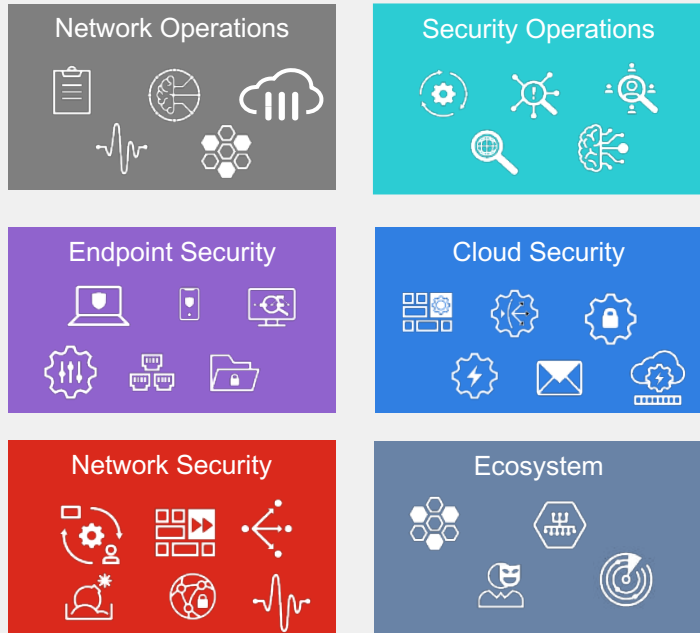 Network Operations
Security Operations
Endpoint Security
Cloud Security
Network Security
Ecosystem